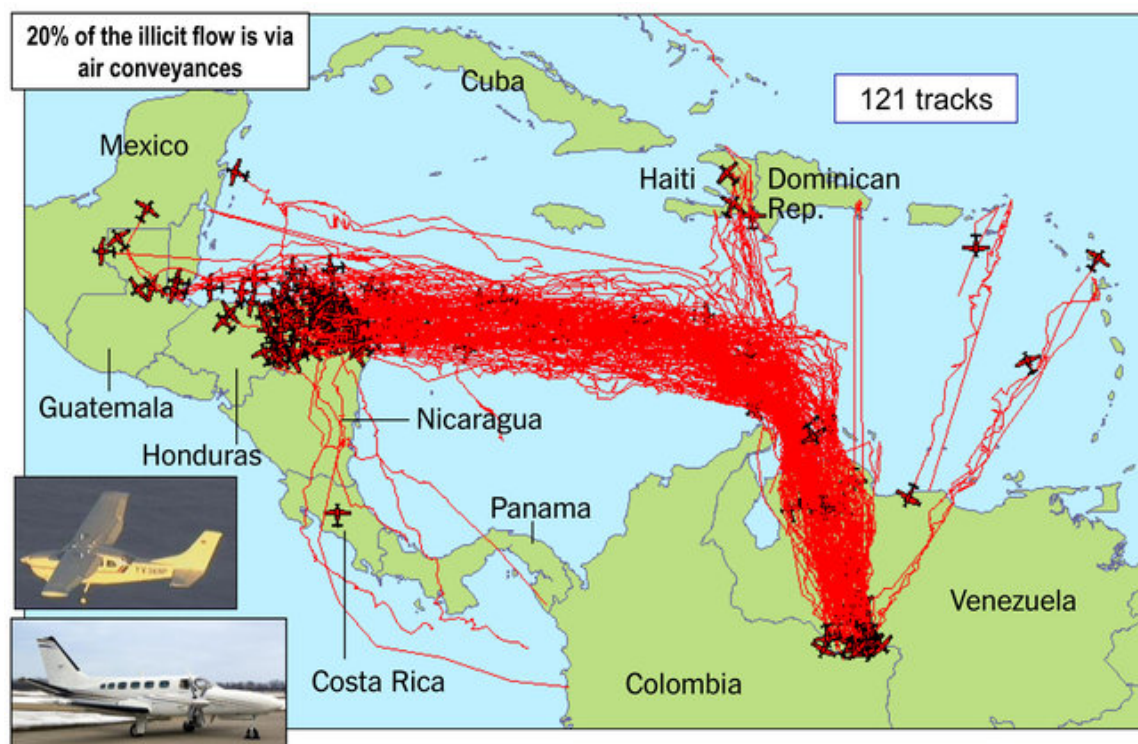 20% of the illicit flow is via
air conveyances
121 tracks
Cuba
Mexico
Haiti
Dominican
Rep.
Guatemala
Nicaragua
Honduras
Panama
Venezuela
Costa Rica
Colombia